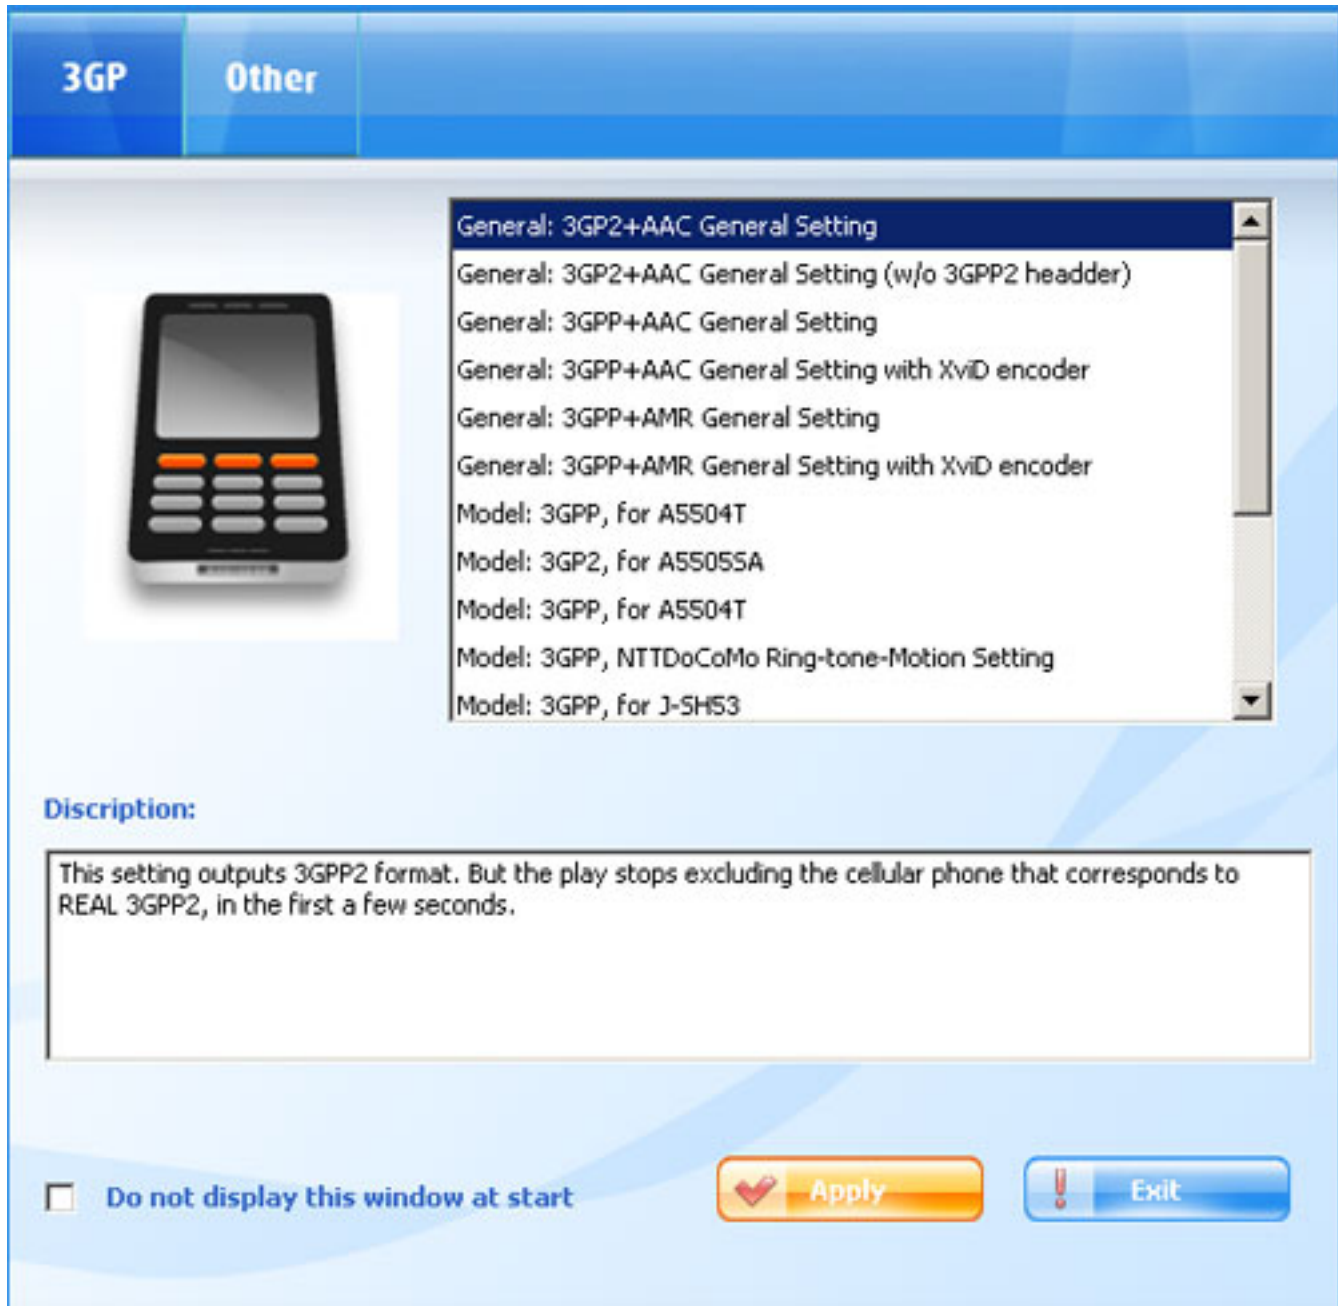 3GP
Other
General: 3GP2+AAC General Setting
General: 3GP2+AAC General Setting (w/o 3GPP2 headder)
General: 3GPP+AAC General Setting
General: 3GPP+AAC General Setting with XviD encoder
General: 3GPP+AMR General Setting
General: 3GPP+AMR General Setting with XviD encoder
Model: 3GPP, for A5504T
Model: 3GP2, for A5505SA
Model: 3GPP, for A5504T
Model: 3GPP, NTTDoCoMo Ring-tone-Motion Setting
Model: 3GPP, for J-SH53
Discription:
This setting outputs 3GPP2 format. But the play stops excluding the cellular phone that corresponds to
REAL 3GPP2, in the first a few seconds.
Do not display this window at start
Apply
Exit